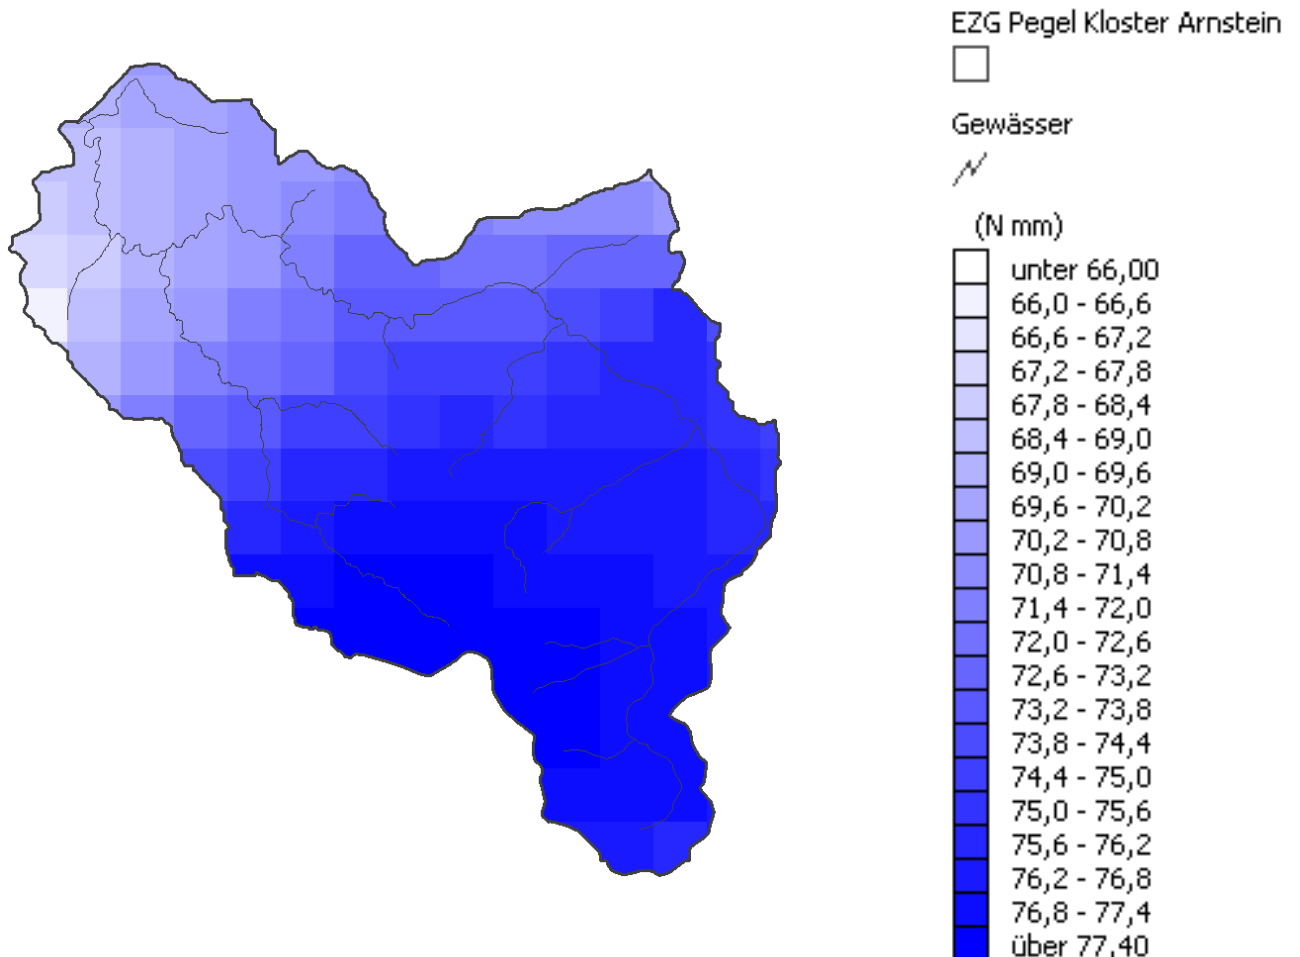 EZG Pegel Kloster Arnstein
Gewässer
(N mm)
unter 66,00
66,0 - 66,6
66,6 - 67,2
67,2 - 67,8
67,8 - 68,4
68,4 - 69,0
69,0 - 69,6
69,6 - 70,2
70,2 - 70,8
70,8 - 71,4
71,4 - 72,0
72,0 - 72,6
72,6 - 73,2
73,2 - 73,8
73,8 - 74,4
74,4 - 75,0
75,0 - 75,6
75,6 - 76,2
76,2 - 76,8
76,8 - 77,4
über 77,40